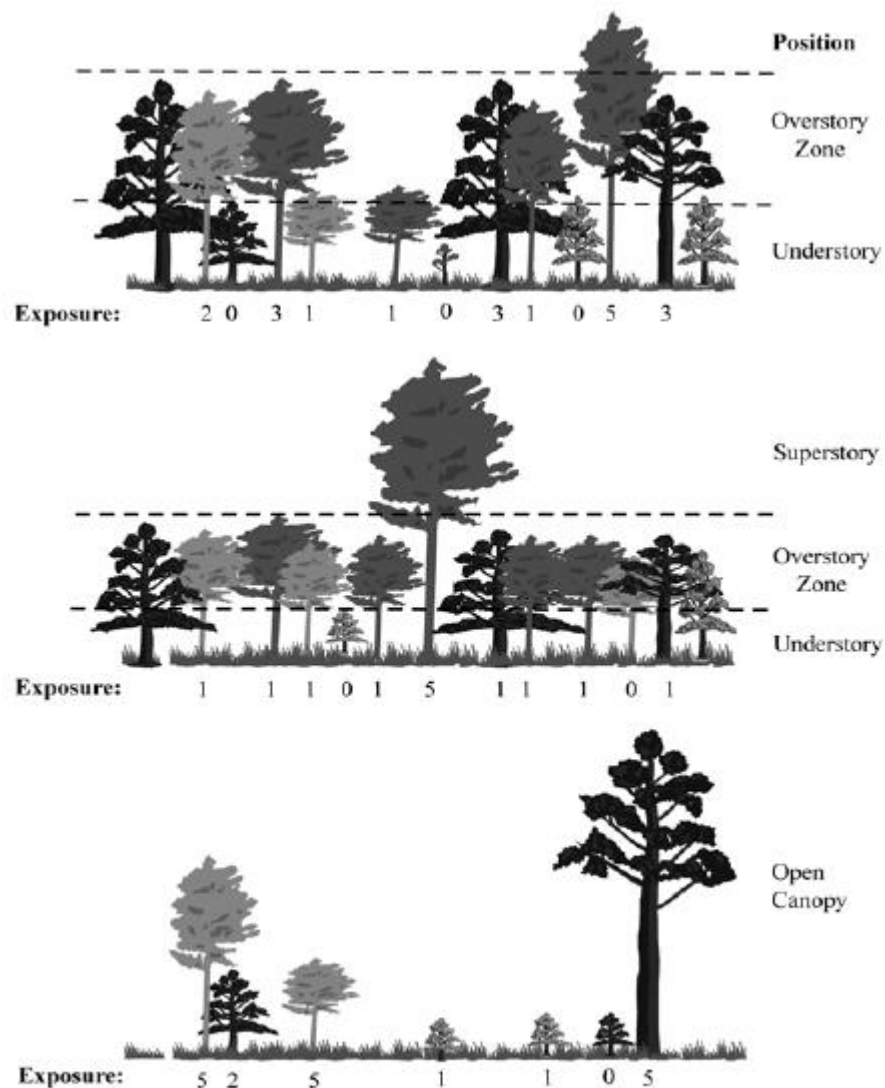 Position
Overstory
Zone
Understory
Exposure: 2 0 3 1 1 0 3 1 0 5 3
Superstory
Overstory
Zone
Understory
Exposure: 1 1 1 0 1 5 1 1 1 0 1
Open
Canopy
Exposure: 5 2 5 1 1 0 5